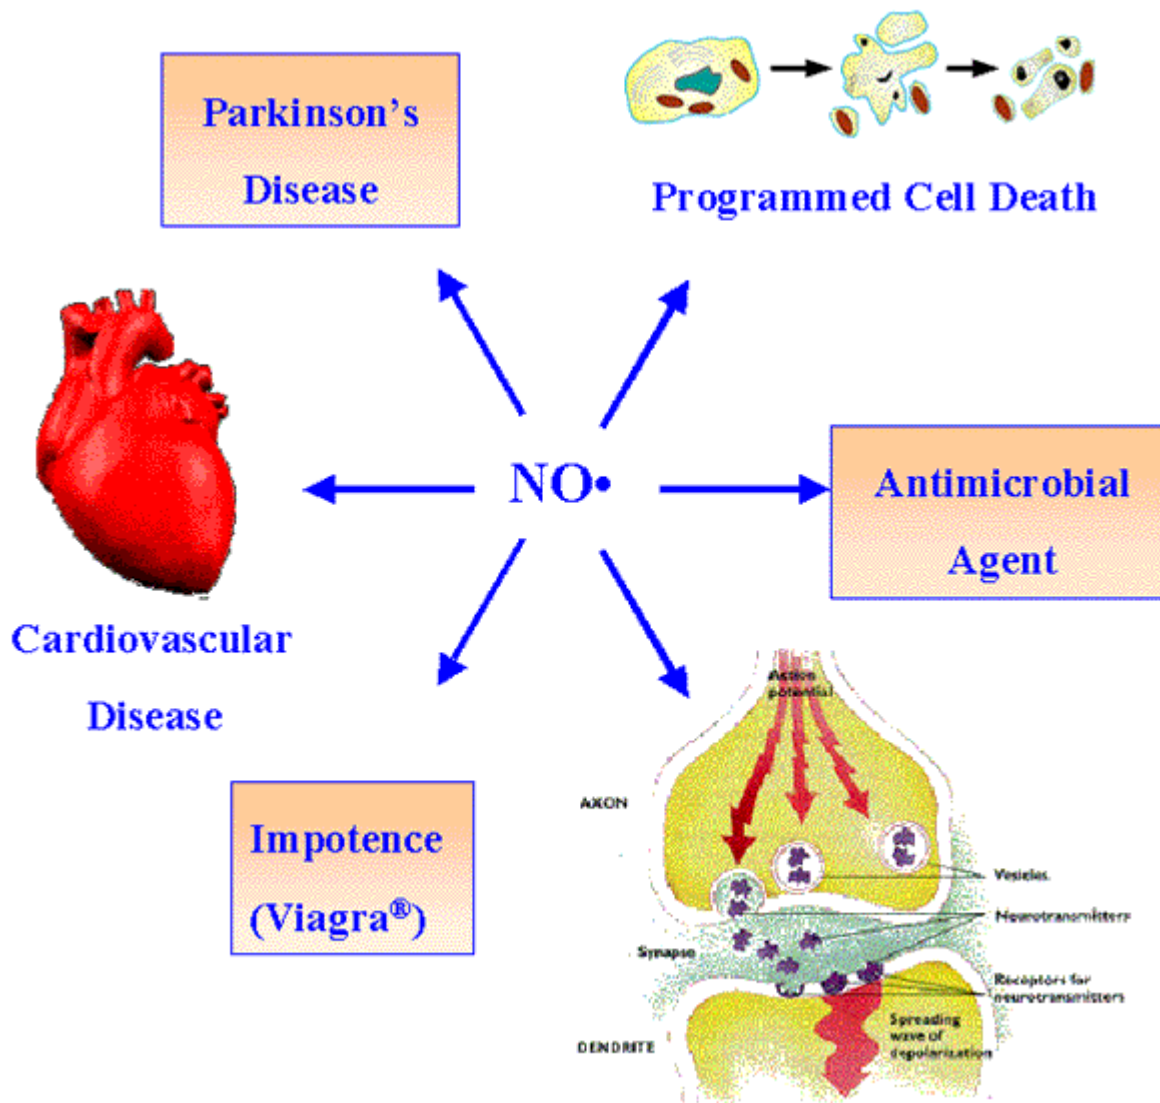 Parkinson's
Disease
Programmed Cell Death
NO•
Antimicrobial
Agent
Cardiovascular
Disease
Impotence
(Viagra®)
Action
potential
AXON
Vesicles
Neurotransmitters
Synapse
Receptors for
neurotransmitters
Spreading
wave of
depolarization
DENDRITE